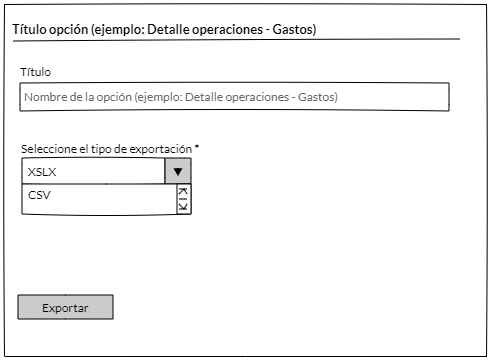 Título opción (ejemplo: Detalle operaciones - Gastos)
Título
Nombre de la opción (ejemplo: Detalle operaciones - Gastos)
Seleccione el tipo de exportación *
XSLX
CSV
Exportar